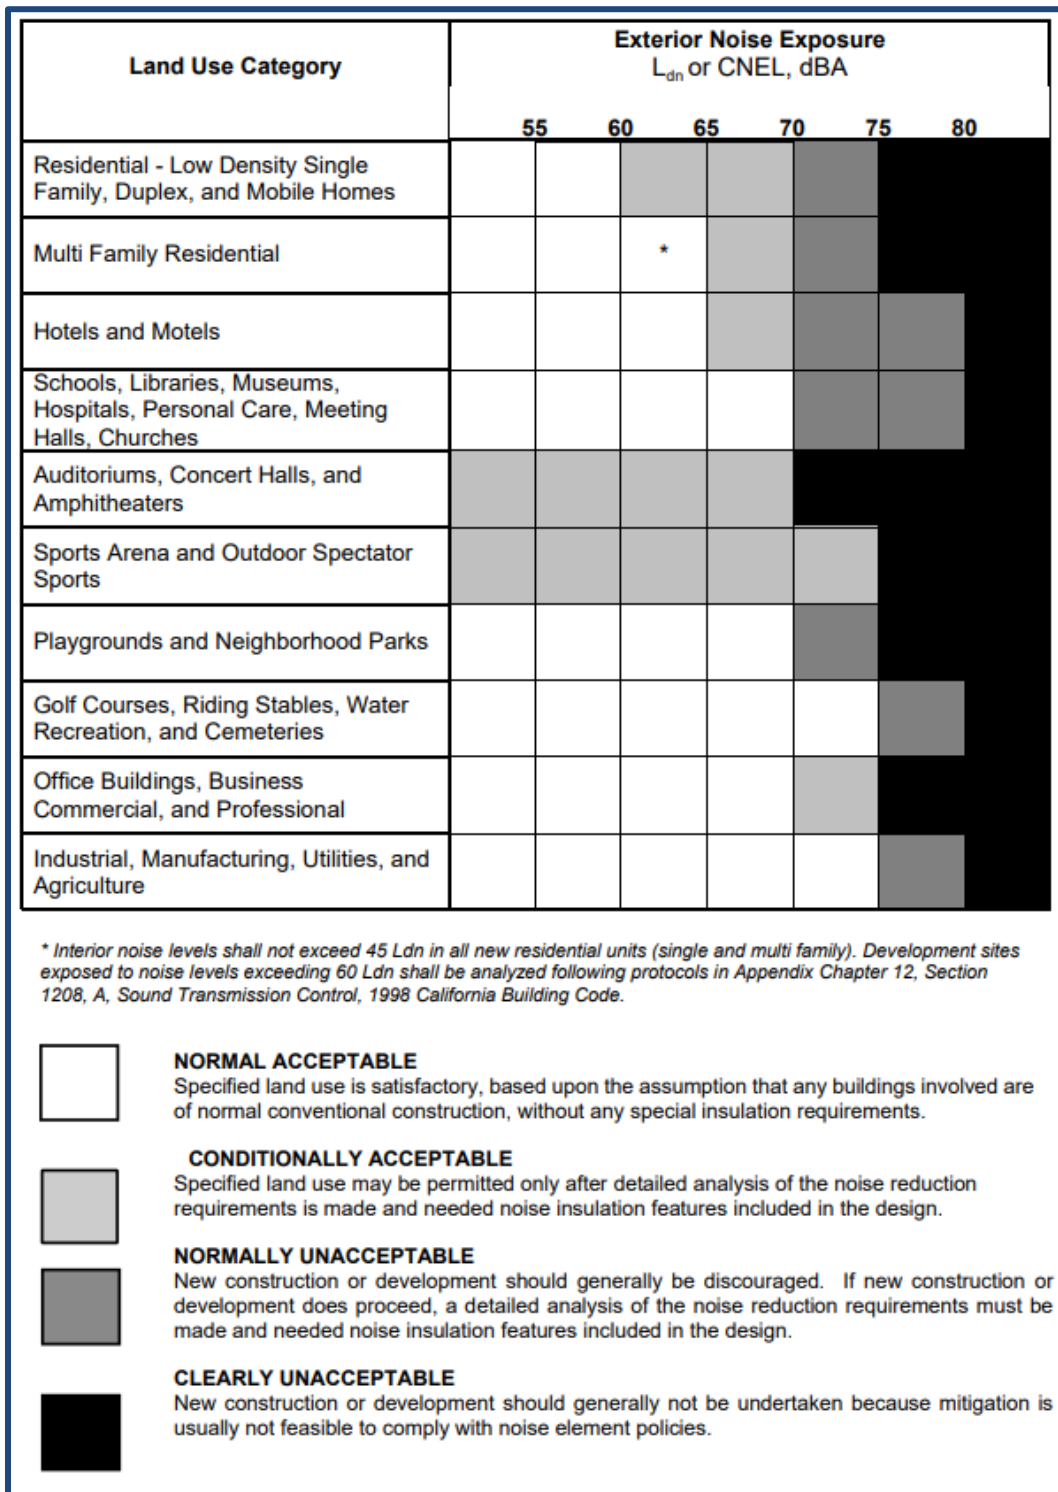 Land Use Category
Exterior Noise Exposure
Ldn or CNEL, dBA
55 60 65 70 75 80
Residential - Low Density Single
Family, Duplex, and Mobile Homes
Multi Family Residential
*
Hotels and Motels
Schools, Libraries, Museums,
Hospitals, Personal Care, Meeting
Halls, Churches
Auditoriums, Concert Halls, and
Amphitheaters
Sports Arena and Outdoor Spectator
Sports
Playgrounds and Neighborhood Parks
Golf Courses, Riding Stables, Water
Recreation, and Cemeteries
Office Buildings, Business
Commercial, and Professional
Industrial, Manufacturing, Utilities, and
Agriculture
* Interior noise levels shall not exceed 45 Ldn in all new residential units (single and multi family). Development sites
exposed to noise levels exceeding 60 Ldn shall be analyzed following protocols in Appendix Chapter 12, Section
1208, A, Sound Transmission Control, 1998 California Building Code.
NORMAL ACCEPTABLE
Specified land use is satisfactory, based upon the assumption that any buildings involved are
of normal conventional construction, without any special insulation requirements.
CONDITIONALLY ACCEPTABLE
Specified land use may be permitted only after detailed analysis of the noise reduction
requirements is made and needed noise insulation features included in the design.
NORMALLY UNACCEPTABLE
New construction or development should generally be discouraged. If new construction or
development does proceed, a detailed analysis of the noise reduction requirements must be
made and needed noise insulation features included in the design.
CLEARLY UNACCEPTABLE
New construction or development should generally not be undertaken because mitigation is
usually not feasible to comply with noise element policies.